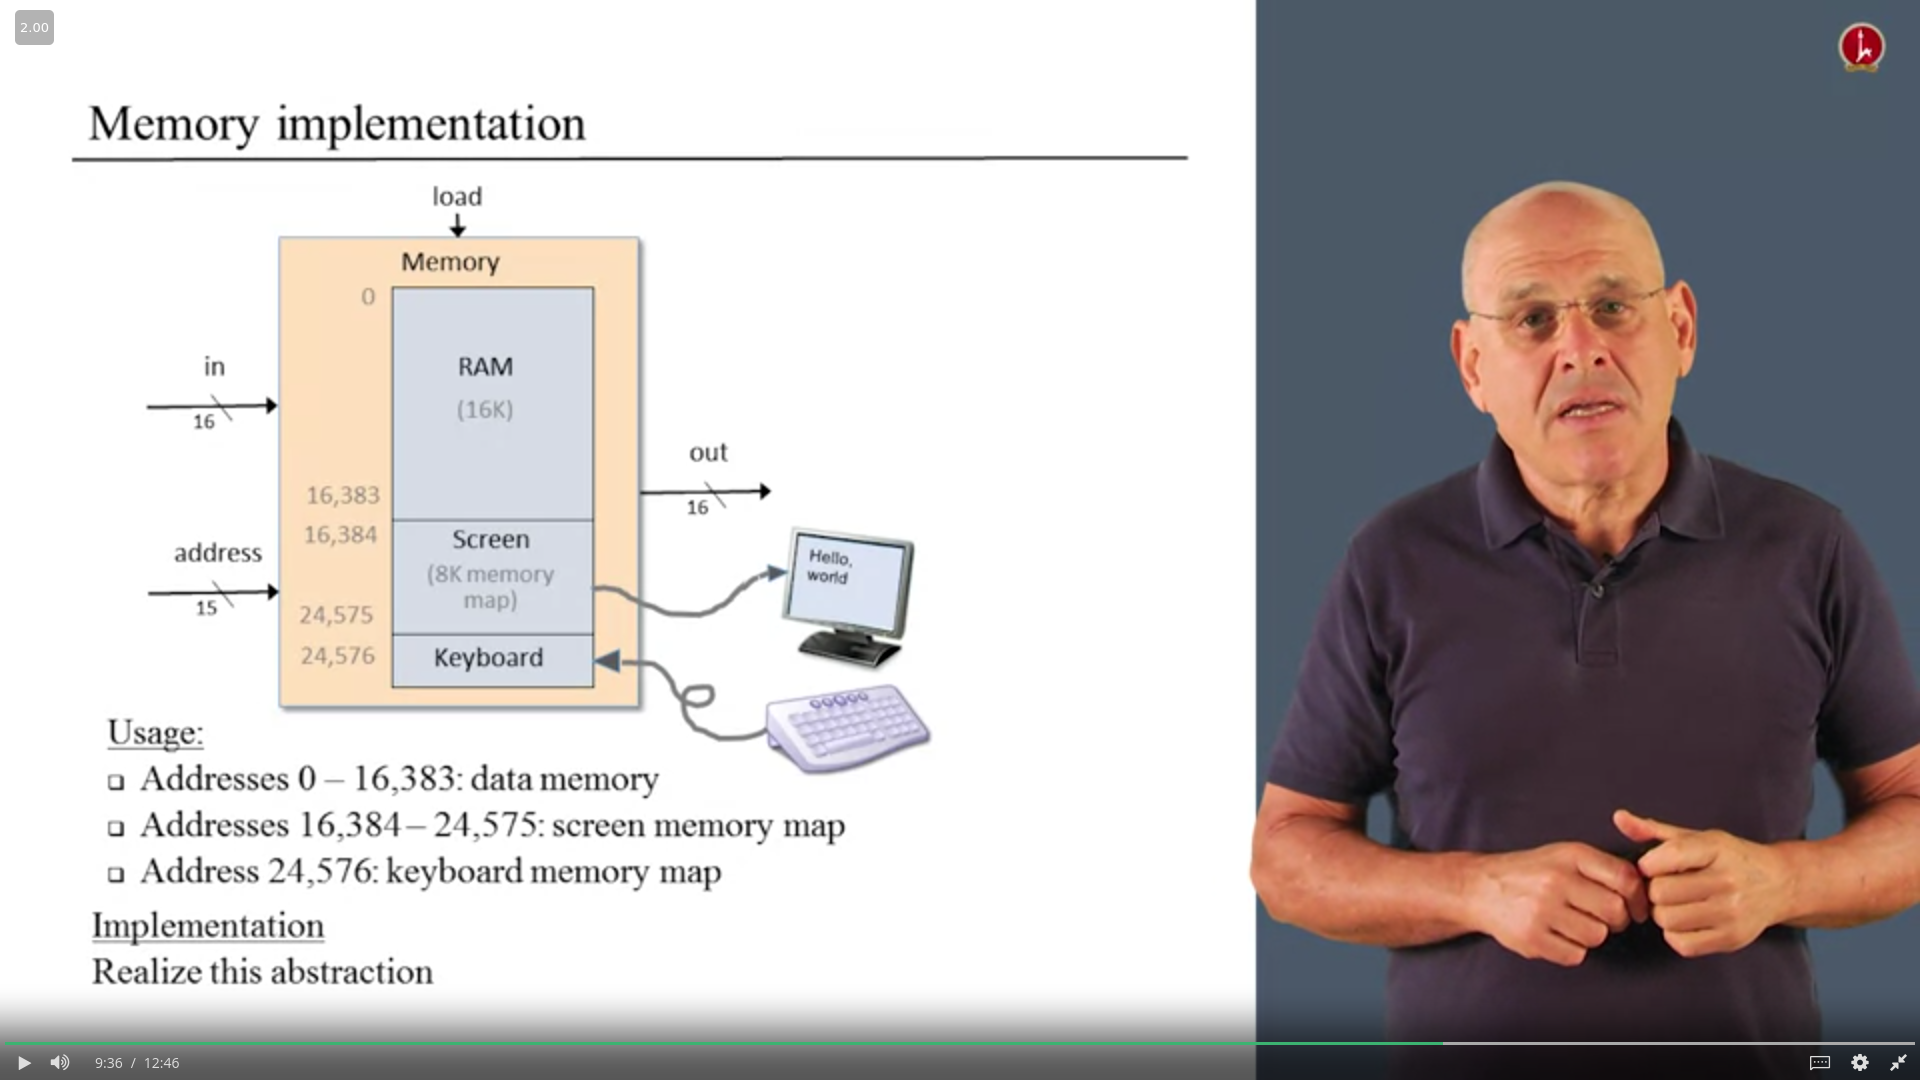 2.00
Memory implementation
load
Memory
0
RAM
(16K)
in
16
16,383
out
16
16,384
Screen
(8K memory
map)
address
15
24,575
24,576
Keyboard
Hello,
world
Usage:
Addresses 0 – 16,383: data memory
Addresses 16,384 – 24,575: screen memory map
Address 24,576: keyboard memory map
Implementation
Realize this abstraction
9:36 / 12:46